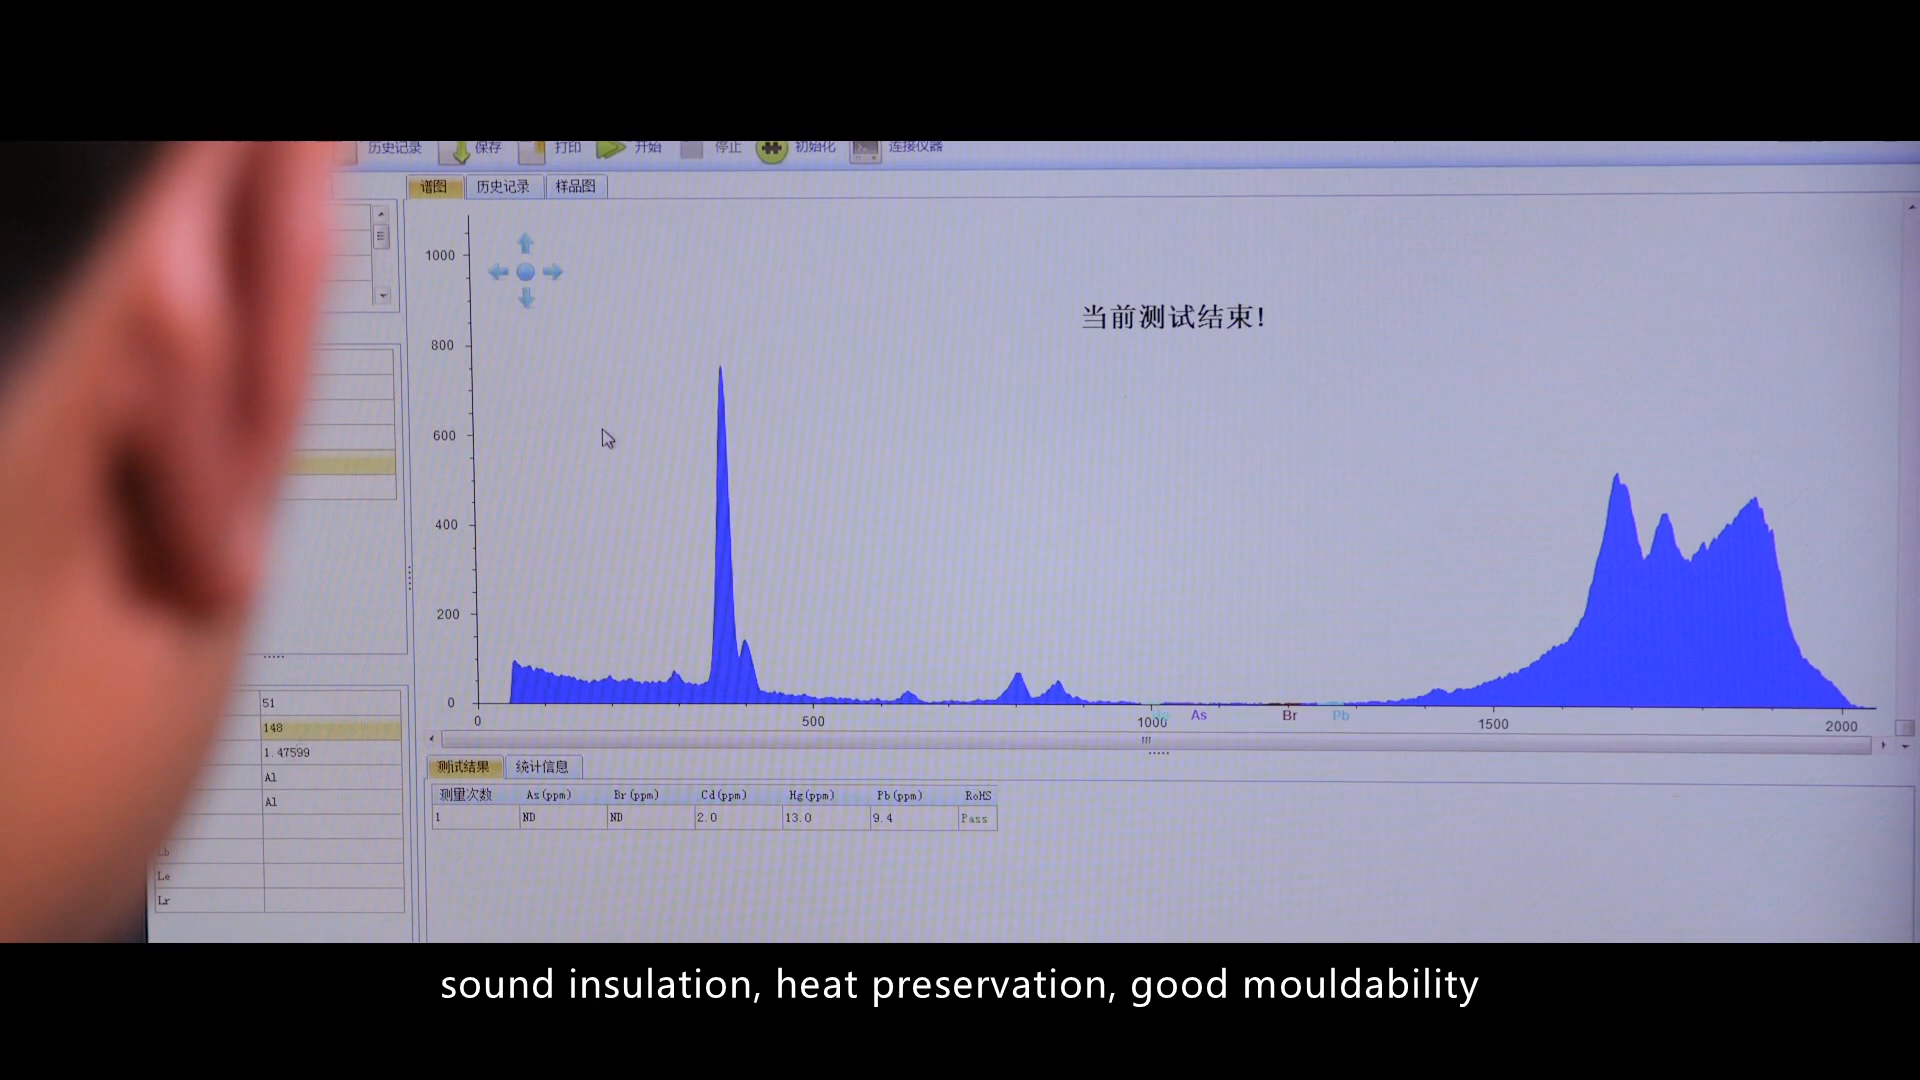 历史记录 保存 打印 开始 停止 初始化 连接仪器
谱图 历史记录 样品图
当前测试结束!
1000
800
600
400
200
0
0 500 1000 1500 2000
As Br Pb
51
148
1.47599
Al
Al
Le
Lr
测试结果 统计信息
测量次数 As(ppm) Br(ppm) Cd(ppm) Hg(ppm) Pb(ppm) RoHS
1 ND ND 2.0 13.0 9.4 Pass
sound insulation, heat preservation, good mouldability